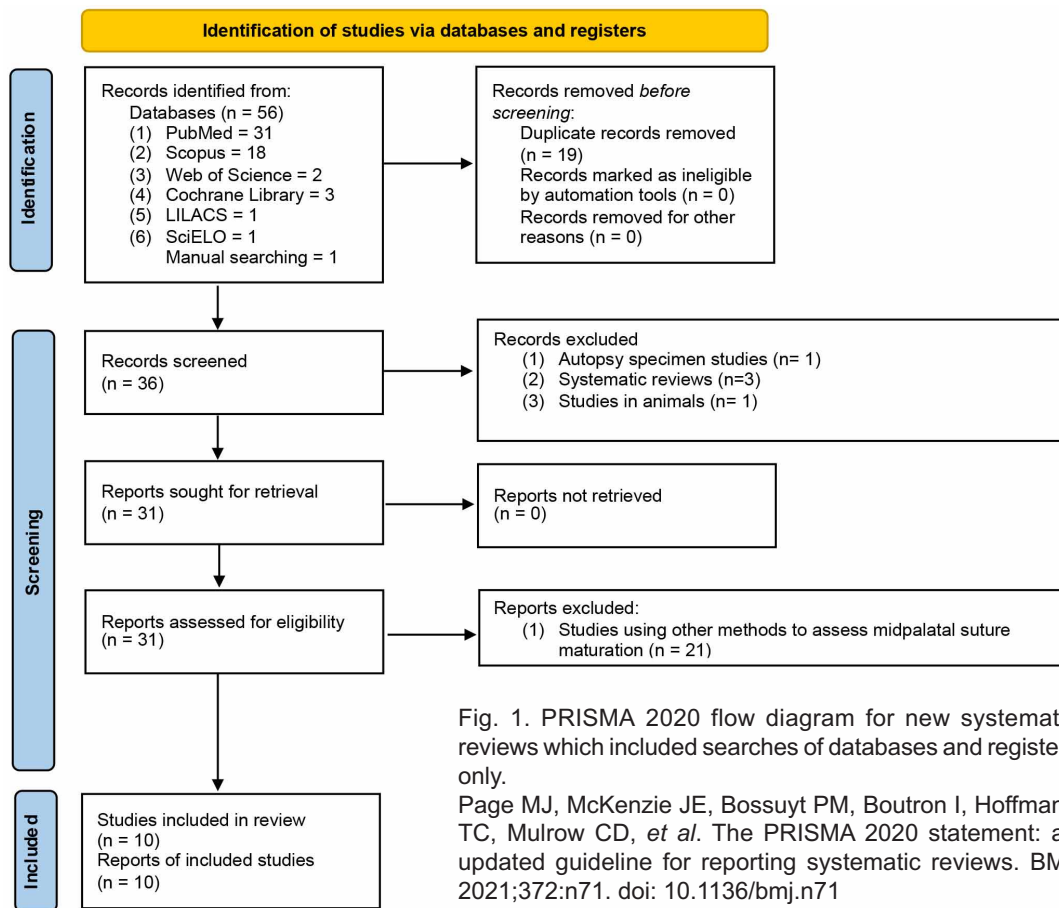 Identification of studies via databases and registers
Identification
Records identified from:
Databases (n = 56)
(1) PubMed = 31
(2) Scopus = 18
(3) Web of Science = 2
(4) Cochrane Library = 3
(5) LILACS = 1
(6) SciELO = 1
Manual searching = 1
Records removed before
screening:
Duplicate records removed
(n = 19)
Records marked as ineligible
by automation tools (n = 0)
Records removed for other
reasons (n = 0)
Screening
Records screened
(n = 36)
Records excluded
(1) Autopsy specimen studies (n= 1)
(2) Systematic reviews (n=3)
(3) Studies in animals (n= 1)
Reports sought for retrieval
(n = 31)
Reports not retrieved
(n = 0)
Reports assessed for eligibility
(n = 31)
Reports excluded:
(1) Studies using other methods to assess midpalatal suture
maturation (n = 21)
Included
Studies included in review
(n = 10)
Reports of included studies
(n = 10)
Fig. 1. PRISMA 2020 flow diagram for new systemat
reviews which included searches of databases and registe
only.
Page MJ, McKenzie JE, Bossuyt PM, Boutron I, Hoffman
TC, Mulrow CD, et al. The PRISMA 2020 statement: a
updated guideline for reporting systematic reviews. BM
2021;372:n71. doi: 10.1136/bmj.n71